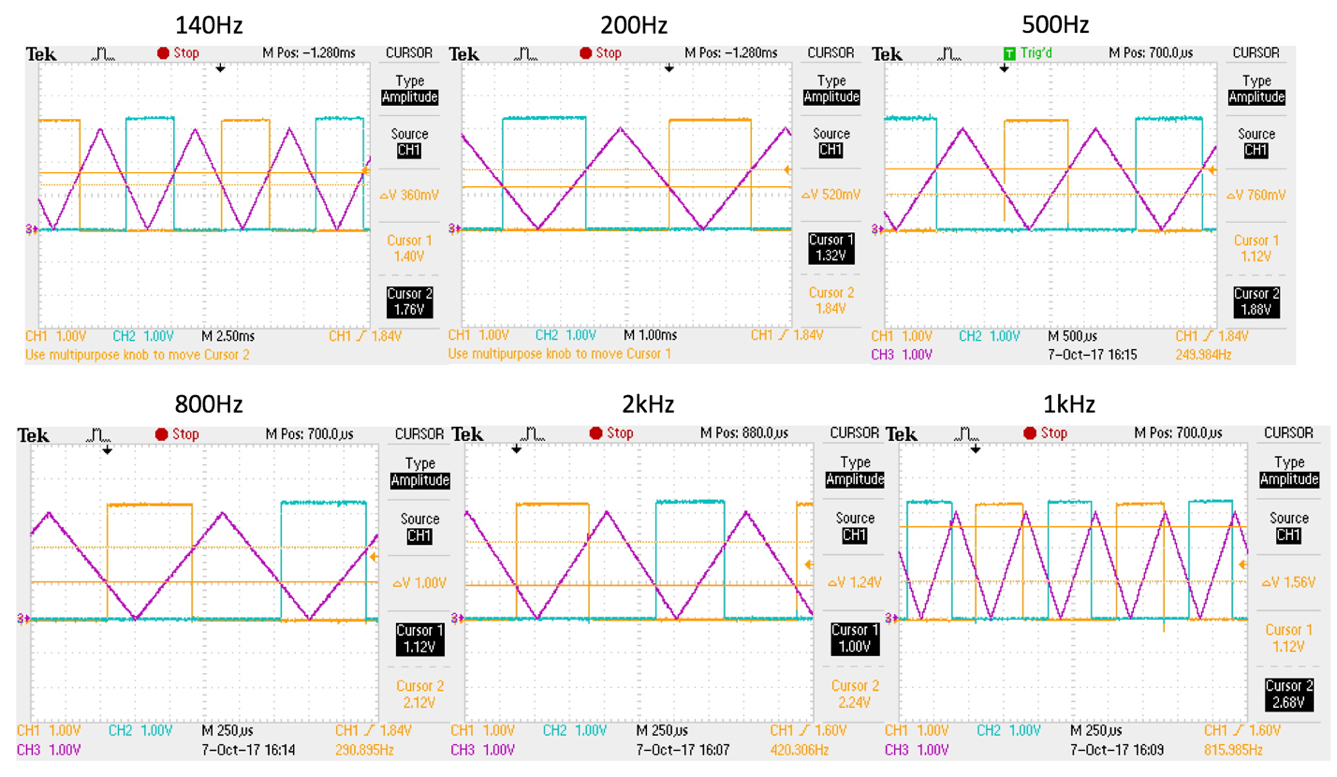 140Hz
Tek Stop M Pos: -1.280ms CURSOR
Type
Amplitude
Source
CH1
△V 360mV
Cursor 1
1.40V
Cursor 2
1.76V
3
CH1 1.00V CH2 1.00V M 2.50ms CH1 1.84V
Use multipurpose knob to move Cursor 2
200Hz
Tek Stop M Pos: -1.280ms CURSOR
Type
Amplitude
Source
CH1
△V 520mV
Cursor 1
1.32V
Cursor 2
1.84V
3
CH1 1.00V CH2 1.00V M 1.00ms CH1 1.84V
Use multipurpose knob to move Cursor 1
500Hz
Tek T Trig'd M Pos: 700.0µs CURSOR
Type
Amplitude
Source
CH1
△V 760mV
Cursor 1
1.12V
Cursor 2
1.88V
3
CH1 1.00V CH2 1.00V M 500µs CH1 1.84V
CH3 1.00V 7-Oct-17 16:15 249.984Hz
800Hz
Tek Stop M Pos: 700.0µs CURSOR
Type
Amplitude
Source
CH1
△V 1.00V
Cursor 1
1.12V
Cursor 2
2.12V
3
CH1 1.00V CH2 1.00V M 250µs CH1 1.84V
CH3 1.00V 7-Oct-17 16:14 290.895Hz
2kHz
Tek Stop M Pos: 880.0µs CURSOR
Type
Amplitude
Source
CH1
△V 1.24V
Cursor 1
1.00V
Cursor 2
2.24V
3
CH1 1.00V CH2 1.00V M 250µs CH1 1.60V
CH3 1.00V 7-Oct-17 16:07 420.306Hz
1kHz
Tek Stop M Pos: 700.0µs CURSOR
Type
Amplitude
Source
CH1
△V 1.56V
Cursor 1
1.12V
Cursor 2
2.68V
3
CH1 1.00V CH2 1.00V M 250µs CH1 1.60V
CH3 1.00V 7-Oct-17 16:09 815.985Hz